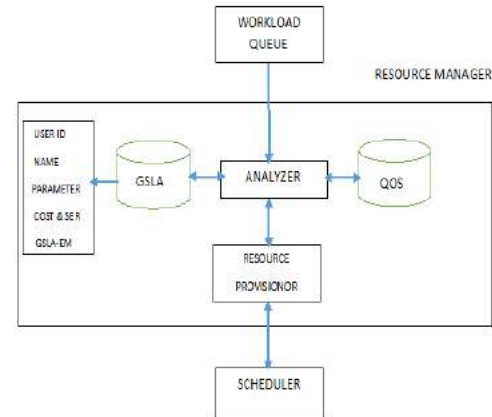 WORKLOAD
QUEUE
RESOURCE MANAGER
USER ID
NAME
PARAMETER
COST & SER
GSLA-EM
GSLA
ANALYZER
QOS
RESOURCE
PROVISIONOR
SCHEDULER